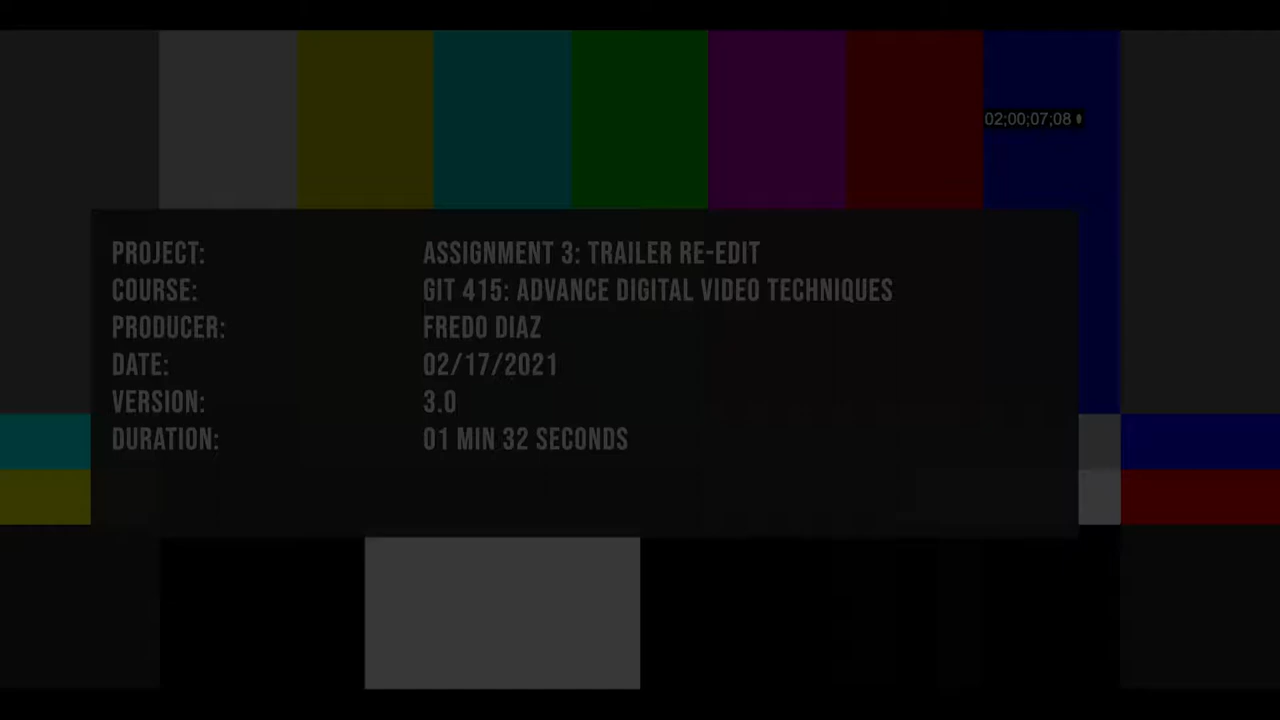 02;00;07;08
PROJECT: ASSIGNMENT 3: TRAILER RE-EDIT
COURSE: GIT 415: ADVANCE DIGITAL VIDEO TECHNIQUES
PRODUCER: FREDO DIAZ
DATE: 02/17/2021
VERSION: 3.0
DURATION: 01 MIN 32 SECONDS